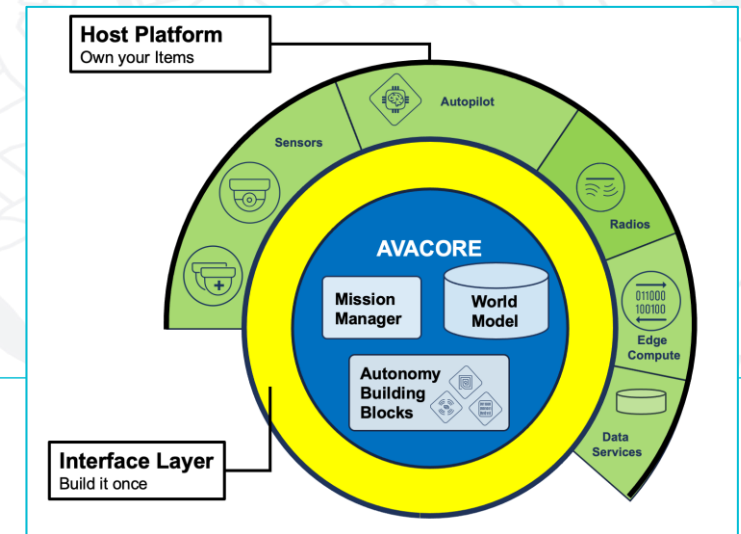 Host Platform
Own your Items
Autopilot
Sensors
Radios
AVACORE
Mission
Manager
World
Model
011000
100100
Edge
Compute
Autonomy
Building
Blocks
Data
Services
Interface Layer
Build it once